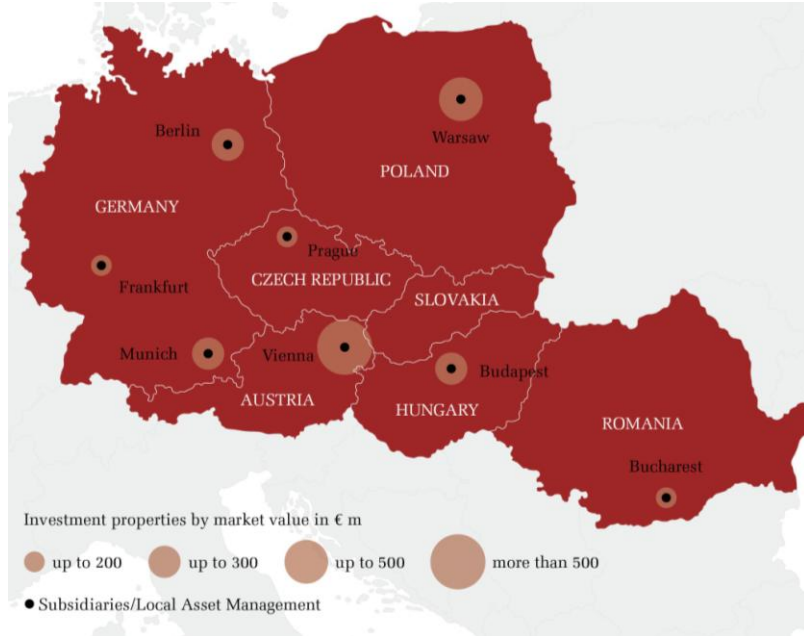 Berlin
Warsaw
POLAND
GERMANY
Prague
CZECH REPUBLIC
Frankfurt
SLOVAKIA
Munich
Vienna
Budapest
AUSTRIA
HUNGARY
ROMANIA
Bucharest
Investment properties by market value in € m
up to 200 up to 300 up to 500 more than 500
Subsidiaries/Local Asset Management